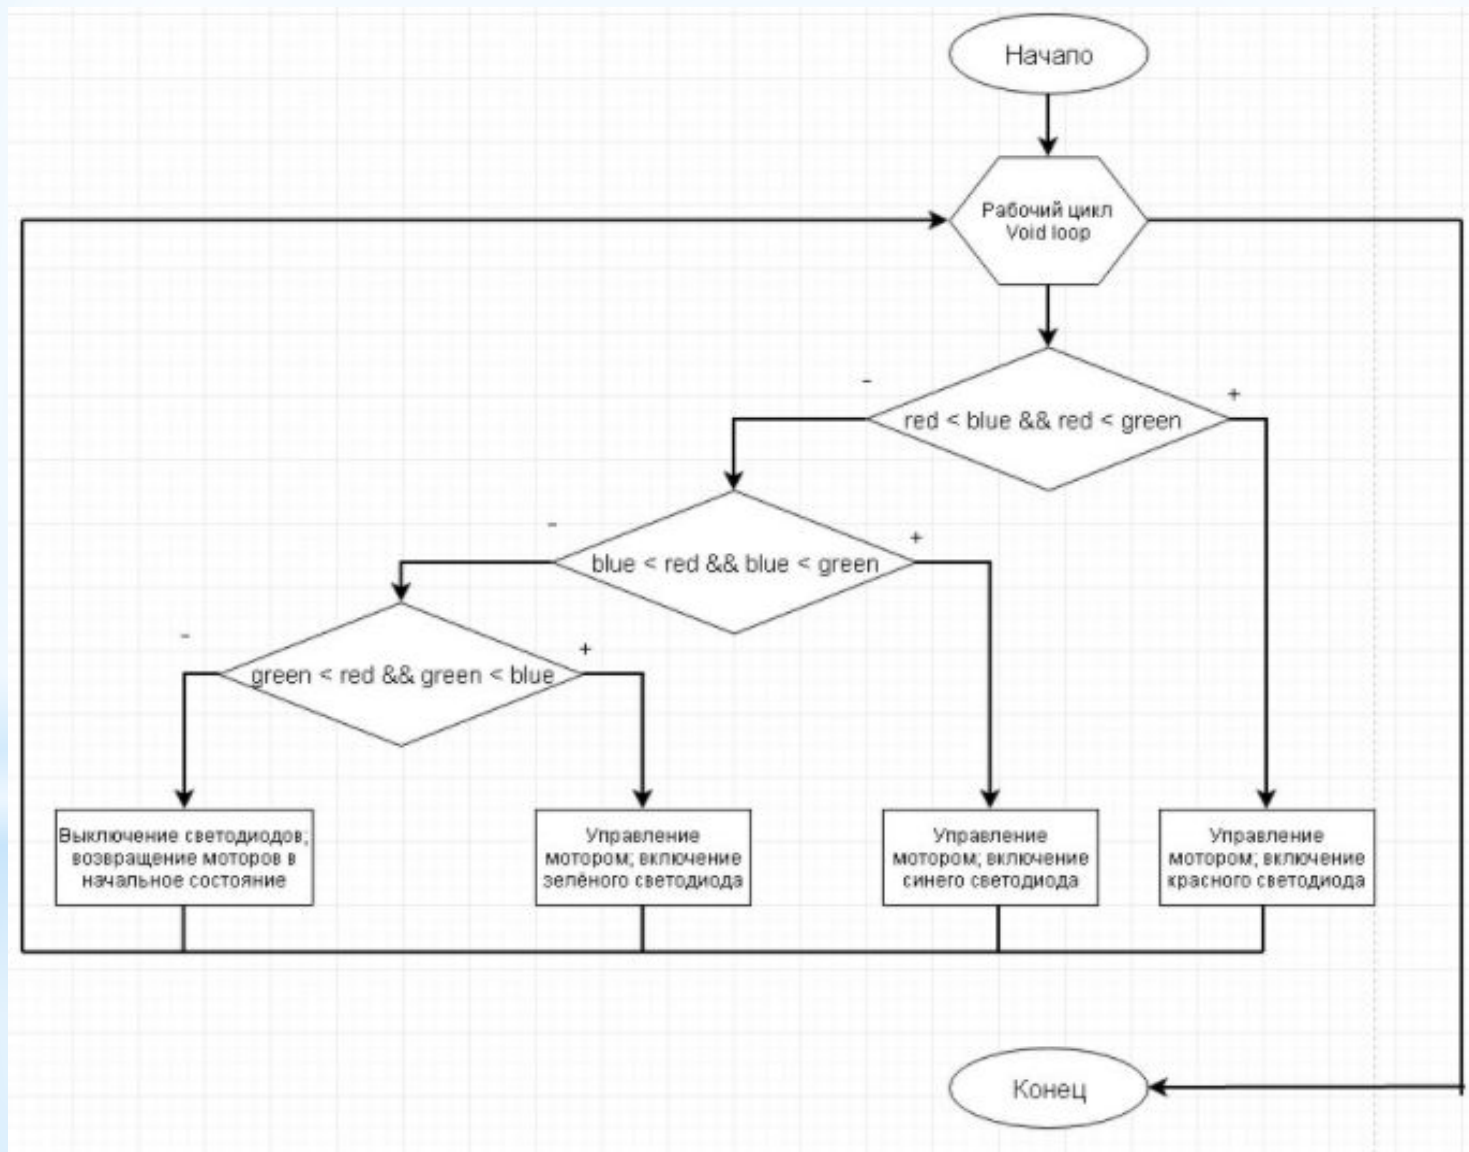 Начало
Рабочий цикл
Void loop
-
+
red < blue && red < green
-
+
blue < red && blue < green
-
+
green < red && green < blue
Выключение светодиодов;
возвращение моторов в
начальное состояние
Управление
мотором; включение
зелёного светодиода
Управление
мотором; включение
синего светодиода
Управление
мотором; включение
красного светодиода
Конец